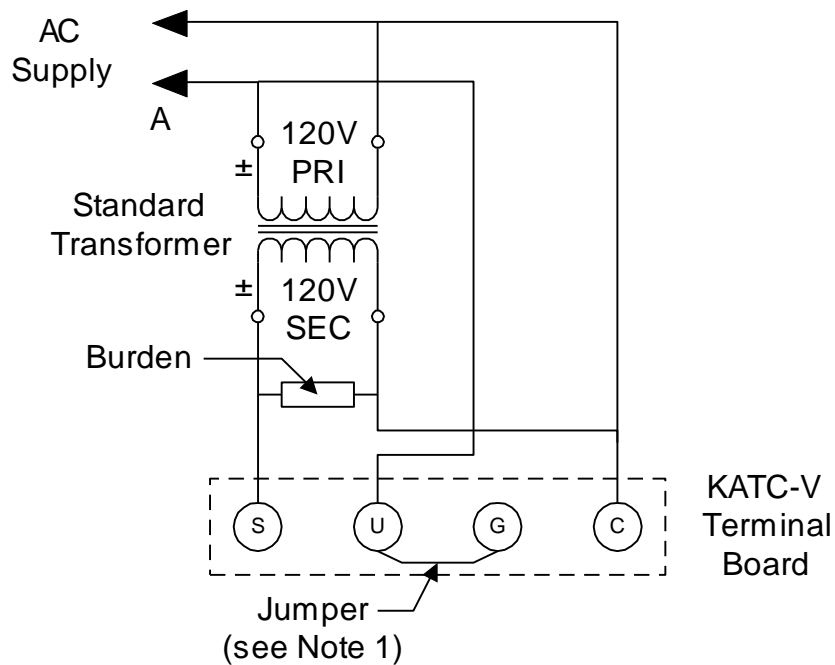 AC
Supply
A
120V
±
PRI
Standard
Transformer
±
120V
SEC
Burden
KATC-V
Terminal
Board
S
U
G
C
Jumper
(see Note 1)